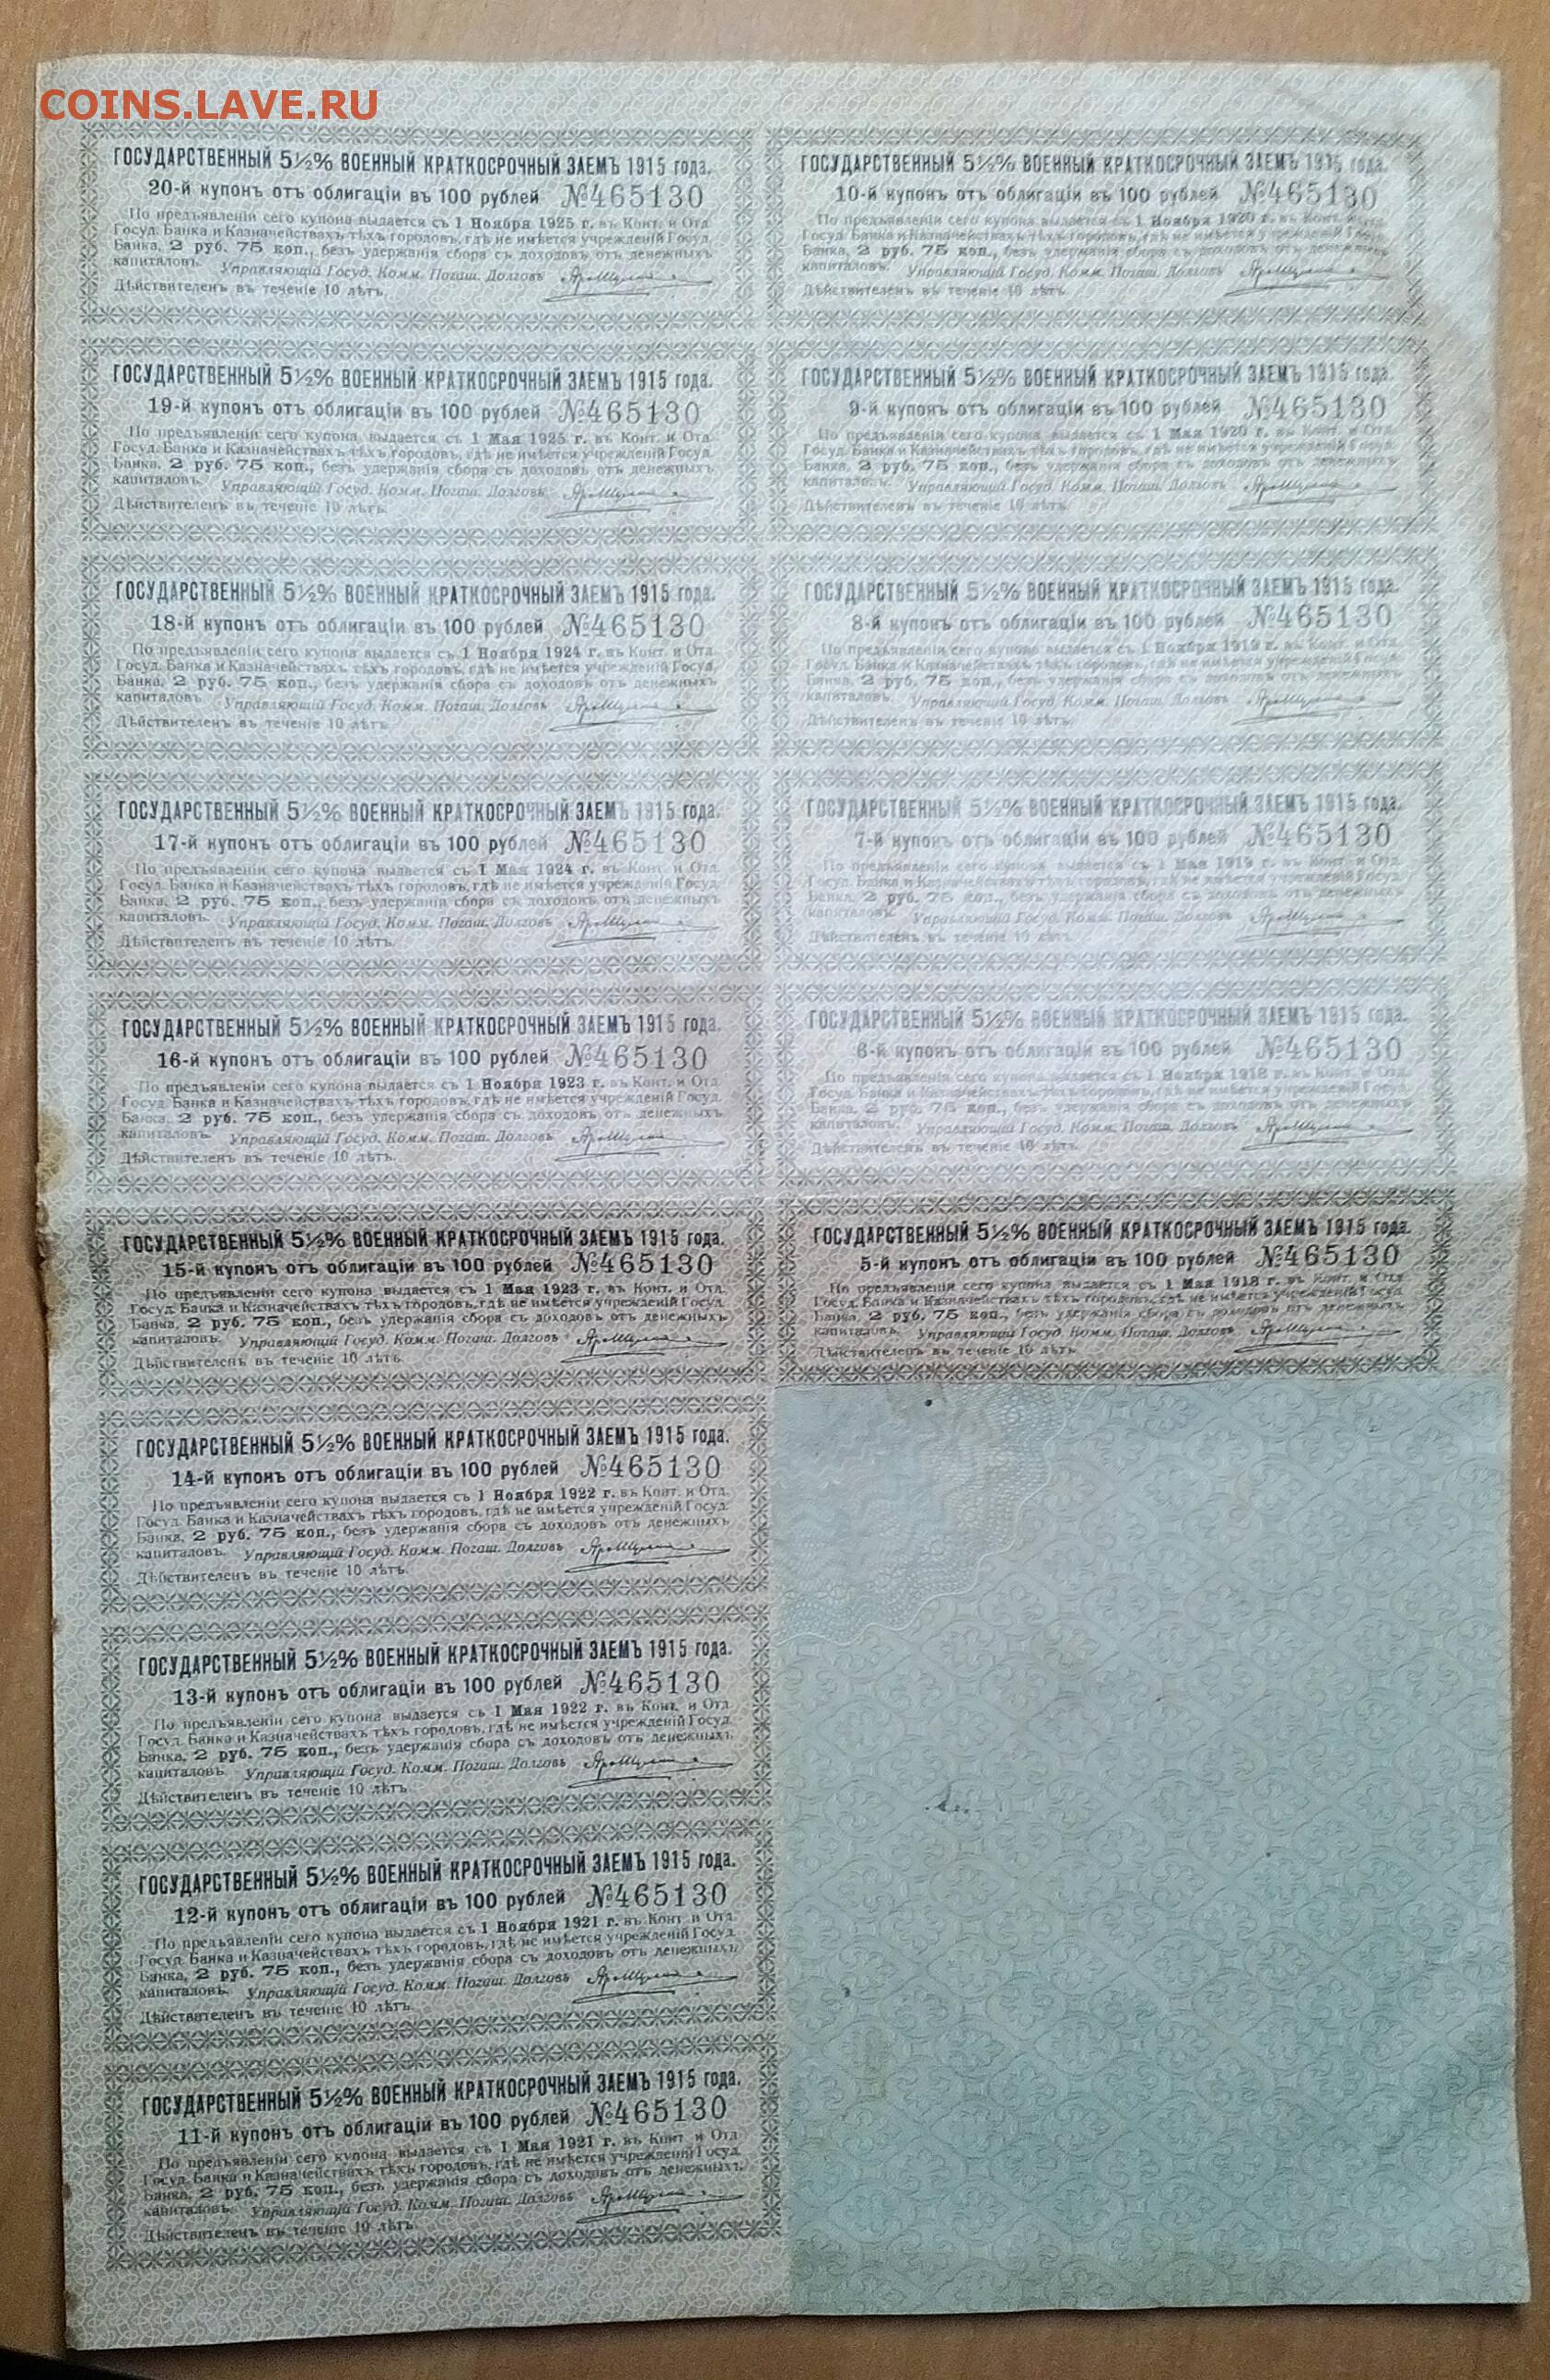 COINS.LAVE.RU
ГОСУДАРСТВЕННЫЙ 5½% ВОЕННЫЙ КРАТКОСРОЧНЫЙ ЗАЕМЪ 1915 года.
20-й купонъ отъ облигаціи въ 100 рублей №465130
По предъявленіи сего купона выдается съ 1 Ноября 1925 г. въ Конт. и Отд.
Госуд. Банка и Казначействахъ тѣхъ городовъ, гдѣ не имѣется учрежденій Госуд.
Банка, 2 руб. 75 коп., безъ удержанія сбора съ доходовъ отъ денежныхъ
капиталовъ. Управляющій Госуд. Комм. Погаш. Долговъ
Дѣйствителенъ въ теченіе 10 лѣтъ.
ГОСУДАРСТВЕННЫЙ 5½% ВОЕННЫЙ КРАТКОСРОЧНЫЙ ЗАЕМЪ 1915 года.
19-й купонъ отъ облигаціи въ 100 рублей №465130
По предъявленіи сего купона выдается съ 1 Мая 1925 г. въ Конт. и Отд.
Госуд. Банка и Казначействахъ тѣхъ городовъ, гдѣ не имѣется учрежденій Госуд.
Банка, 2 руб. 75 коп., безъ удержанія сбора съ доходовъ отъ денежныхъ
капиталовъ. Управляющій Госуд. Комм. Погаш. Долговъ
Дѣйствителенъ въ теченіе 10 лѣтъ.
ГОСУДАРСТВЕННЫЙ 5½% ВОЕННЫЙ КРАТКОСРОЧНЫЙ ЗАЕМЪ 1915 года.
18-й купонъ отъ облигаціи въ 100 рублей №465130
По предъявленіи сего купона выдается съ 1 Ноября 1924 г. въ Конт. и Отд.
Госуд. Банка и Казначействахъ тѣхъ городовъ, гдѣ не имѣется учрежденій Госуд.
Банка, 2 руб. 75 коп., безъ удержанія сбора съ доходовъ отъ денежныхъ
капиталовъ. Управляющій Госуд. Комм. Погаш. Долговъ
Дѣйствителенъ въ теченіе 10 лѣтъ.
ГОСУДАРСТВЕННЫЙ 5½% ВОЕННЫЙ КРАТКОСРОЧНЫЙ ЗАЕМЪ 1915 года.
17-й купонъ отъ облигаціи въ 100 рублей №465130
По предъявленіи сего купона выдается съ 1 Мая 1924 г. въ Конт. и Отд.
Госуд. Банка и Казначействахъ тѣхъ городовъ, гдѣ не имѣется учрежденій Госуд.
Банка, 2 руб. 75 коп., безъ удержанія сбора съ доходовъ отъ денежныхъ
капиталовъ. Управляющій Госуд. Комм. Погаш. Долговъ
Дѣйствителенъ въ теченіе 10 лѣтъ.
ГОСУДАРСТВЕННЫЙ 5½% ВОЕННЫЙ КРАТКОСРОЧНЫЙ ЗАЕМЪ 1915 года.
16-й купонъ отъ облигаціи въ 100 рублей №465130
По предъявленіи сего купона выдается съ 1 Ноября 1923 г. въ Конт. и Отд.
Госуд. Банка и Казначействахъ тѣхъ городовъ, гдѣ не имѣется учрежденій Госуд.
Банка, 2 руб. 75 коп., безъ удержанія сбора съ доходовъ отъ денежныхъ
капиталовъ. Управляющій Госуд. Комм. Погаш. Долговъ
Дѣйствителенъ въ теченіе 10 лѣтъ.
ГОСУДАРСТВЕННЫЙ 5½% ВОЕННЫЙ КРАТКОСРОЧНЫЙ ЗАЕМЪ 1915 года.
15-й купонъ отъ облигаціи въ 100 рублей №465130
По предъявленіи сего купона выдается съ 1 Мая 1923 г. въ Конт. и Отд.
Госуд. Банка и Казначействахъ тѣхъ городовъ, гдѣ не имѣется учрежденій Госуд.
Банка, 2 руб. 75 коп., безъ удержанія сбора съ доходовъ отъ денежныхъ
капиталовъ. Управляющій Госуд. Комм. Погаш. Долговъ
Дѣйствителенъ въ теченіе 10 лѣтъ.
ГОСУДАРСТВЕННЫЙ 5½% ВОЕННЫЙ КРАТКОСРОЧНЫЙ ЗАЕМЪ 1915 года.
14-й купонъ отъ облигаціи въ 100 рублей №465130
По предъявленіи сего купона выдается съ 1 Ноября 1922 г. въ Конт. и Отд.
Госуд. Банка и Казначействахъ тѣхъ городовъ, гдѣ не имѣется учрежденій Госуд.
Банка, 2 руб. 75 коп., безъ удержанія сбора съ доходовъ отъ денежныхъ
капиталовъ. Управляющій Госуд. Комм. Погаш. Долговъ
Дѣйствителенъ въ теченіе 10 лѣтъ.
ГОСУДАРСТВЕННЫЙ 5½% ВОЕННЫЙ КРАТКОСРОЧНЫЙ ЗАЕМЪ 1915 года.
13-й купонъ отъ облигаціи въ 100 рублей №465130
По предъявленіи сего купона выдается съ 1 Мая 1922 г. въ Конт. и Отд.
Госуд. Банка и Казначействахъ тѣхъ городовъ, гдѣ не имѣется учрежденій Госуд.
Банка, 2 руб. 75 коп., безъ удержанія сбора съ доходовъ отъ денежныхъ
капиталовъ. Управляющій Госуд. Комм. Погаш. Долговъ
Дѣйствителенъ въ теченіе 10 лѣтъ.
ГОСУДАРСТВЕННЫЙ 5½% ВОЕННЫЙ КРАТКОСРОЧНЫЙ ЗАЕМЪ 1915 года.
12-й купонъ отъ облигаціи въ 100 рублей №465130
По предъявленіи сего купона выдается съ 1 Ноября 1921 г. въ Конт. и Отд.
Госуд. Банка и Казначействахъ тѣхъ городовъ, гдѣ не имѣется учрежденій Госуд.
Банка, 2 руб. 75 коп., безъ удержанія сбора съ доходовъ отъ денежныхъ
капиталовъ. Управляющій Госуд. Комм. Погаш. Долговъ
Дѣйствителенъ въ теченіе 10 лѣтъ.
ГОСУДАРСТВЕННЫЙ 5½% ВОЕННЫЙ КРАТКОСРОЧНЫЙ ЗАЕМЪ 1915 года.
11-й купонъ отъ облигаціи въ 100 рублей №465130
По предъявленіи сего купона выдается съ 1 Мая 1921 г. въ Конт. и Отд.
Госуд. Банка и Казначействахъ тѣхъ городовъ, гдѣ не имѣется учрежденій Госуд.
Банка, 2 руб. 75 коп., безъ удержанія сбора съ доходовъ отъ денежныхъ
капиталовъ. Управляющій Госуд. Комм. Погаш. Долговъ
Дѣйствителенъ въ теченіе 10 лѣтъ.
ГОСУДАРСТВЕННЫЙ 5½% ВОЕННЫЙ КРАТКОСРОЧНЫЙ ЗАЕМЪ 1915 года.
10-й купонъ отъ облигаціи въ 100 рублей №465130
По предъявленіи сего купона выдается съ 1 Ноября 1920 г. въ Конт. и Отд.
Госуд. Банка и Казначействахъ тѣхъ городовъ, гдѣ не имѣется учрежденій Госуд.
Банка, 2 руб. 75 коп., безъ удержанія сбора съ доходовъ отъ денежныхъ
капиталовъ. Управляющій Госуд. Комм. Погаш. Долговъ
Дѣйствителенъ въ теченіе 10 лѣтъ.
ГОСУДАРСТВЕННЫЙ 5½% ВОЕННЫЙ КРАТКОСРОЧНЫЙ ЗАЕМЪ 1915 года.
9-й купонъ отъ облигаціи въ 100 рублей №465130
По предъявленіи сего купона выдается съ 1 Мая 1920 г. въ Конт. и Отд.
Госуд. Банка и Казначействахъ тѣхъ городовъ, гдѣ не имѣется учрежденій Госуд.
Банка, 2 руб. 75 коп., безъ удержанія сбора съ доходовъ отъ денежныхъ
капиталовъ. Управляющій Госуд. Комм. Погаш. Долговъ
Дѣйствителенъ въ теченіе 10 лѣтъ.
ГОСУДАРСТВЕННЫЙ 5½% ВОЕННЫЙ КРАТКОСРОЧНЫЙ ЗАЕМЪ 1915 года.
8-й купонъ отъ облигаціи въ 100 рублей №465130
По предъявленіи сего купона выдается съ 1 Ноября 1919 г. въ Конт. и Отд.
Госуд. Банка и Казначействахъ тѣхъ городовъ, гдѣ не имѣется учрежденій Госуд.
Банка, 2 руб. 75 коп., безъ удержанія сбора съ доходовъ отъ денежныхъ
капиталовъ. Управляющій Госуд. Комм. Погаш. Долговъ
Дѣйствителенъ въ теченіе 10 лѣтъ.
ГОСУДАРСТВЕННЫЙ 5½% ВОЕННЫЙ КРАТКОСРОЧНЫЙ ЗАЕМЪ 1915 года.
7-й купонъ отъ облигаціи въ 100 рублей №465130
По предъявленіи сего купона выдается съ 1 Мая 1919 г. въ Конт. и Отд.
Госуд. Банка и Казначействахъ тѣхъ городовъ, гдѣ не имѣется учрежденій Госуд.
Банка, 2 руб. 75 коп., безъ удержанія сбора съ доходовъ отъ денежныхъ
капиталовъ. Управляющій Госуд. Комм. Погаш. Долговъ
Дѣйствителенъ въ теченіе 10 лѣтъ.
ГОСУДАРСТВЕННЫЙ 5½% ВОЕННЫЙ КРАТКОСРОЧНЫЙ ЗАЕМЪ 1915 года.
6-й купонъ отъ облигаціи въ 100 рублей №465130
По предъявленіи сего купона выдается съ 1 Ноября 1918 г. въ Конт. и Отд.
Госуд. Банка и Казначействахъ тѣхъ городовъ, гдѣ не имѣется учрежденій Госуд.
Банка, 2 руб. 75 коп., безъ удержанія сбора съ доходовъ отъ денежныхъ
капиталовъ. Управляющій Госуд. Комм. Погаш. Долговъ
Дѣйствителенъ въ теченіе 10 лѣтъ.
ГОСУДАРСТВЕННЫЙ 5½% ВОЕННЫЙ КРАТКОСРОЧНЫЙ ЗАЕМЪ 1915 года.
5-й купонъ отъ облигаціи въ 100 рублей №465130
По предъявленіи сего купона выдается съ 1 Мая 1918 г. въ Конт. и Отд.
Госуд. Банка и Казначействахъ тѣхъ городовъ, гдѣ не имѣется учрежденій Госуд.
Банка, 2 руб. 75 коп., безъ удержанія сбора съ доходовъ отъ денежныхъ
капиталовъ. Управляющій Госуд. Комм. Погаш. Долговъ
Дѣйствителенъ въ теченіе 10 лѣтъ.